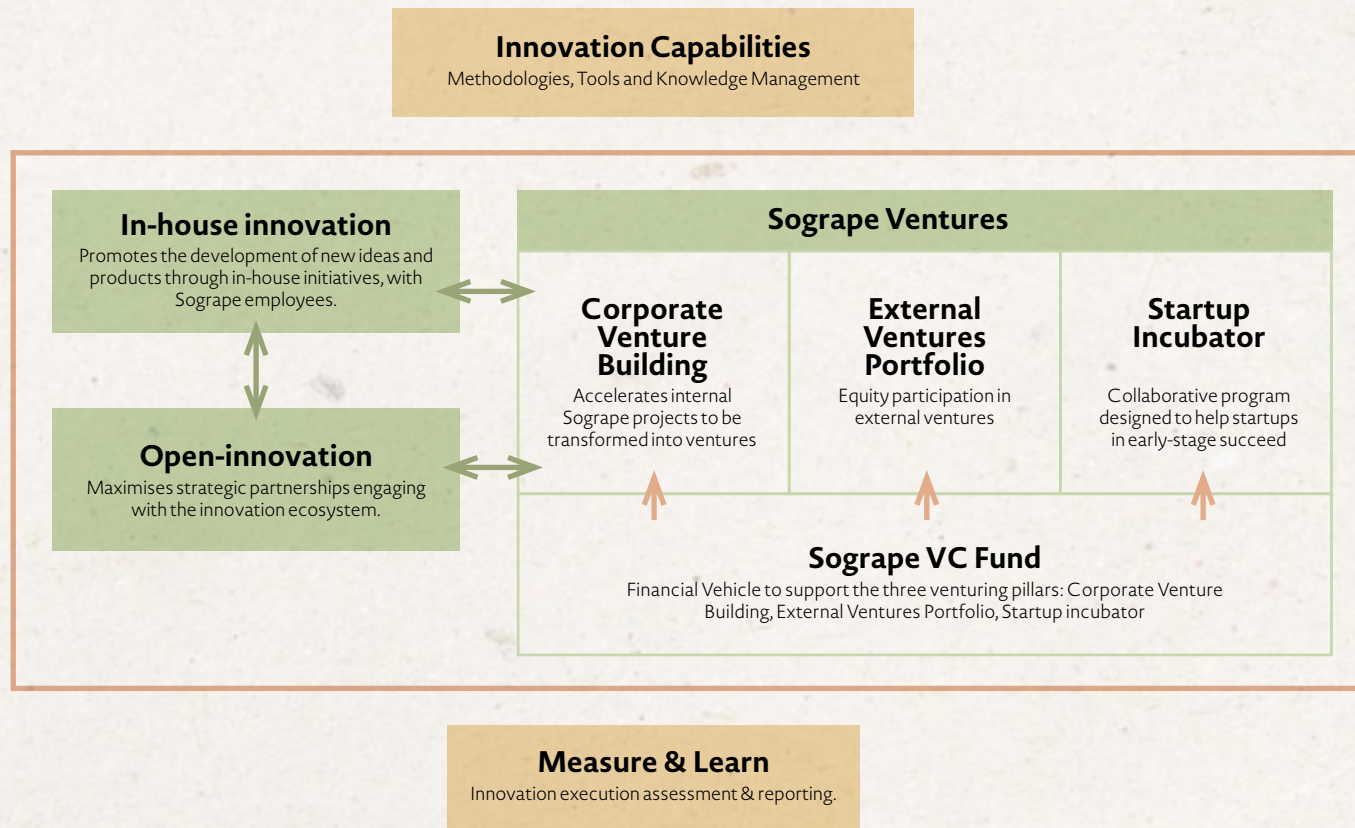 Innovation Capabilities
Methodologies, Tools and Knowledge Management
In-house innovation
Promotes the development of new ideas and
products through in-house initiatives, with
Sogrape employees.
Open-innovation
Maximises strategic partnerships engaging
with the innovation ecosystem.
Sogrape Ventures
Corporate
Venture
Building
Accelerates internal
Sogrape projects to be
transformed into ventures
External
Ventures
Portfolio
Equity participation in
external ventures
Startup
Incubator
Collaborative program
designed to help startups
in early-stage succeed
Sogrape VC Fund
Financial Vehicle to support the three venturing pillars: Corporate Venture
Building, External Ventures Portfolio, Startup incubator
Measure & Learn
Innovation execution assessment & reporting.